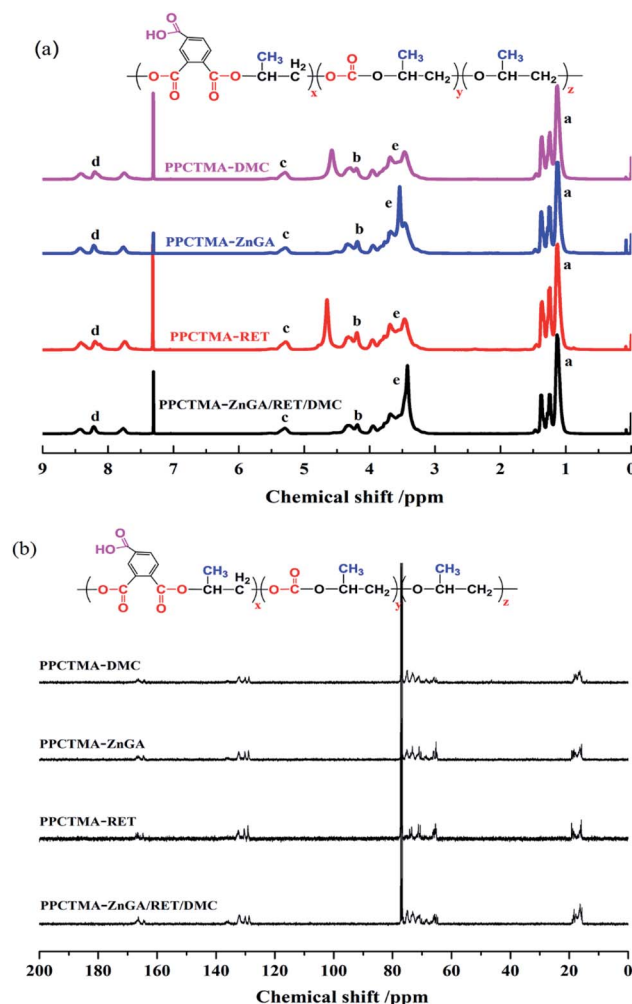 (a)
O
HO
CH₃ H₂ O CH₃ CH₃
( O O CH C ) ( O O CH CH₂ ) ( O CH CH₂ )
O O x y z
a
d c b e
PPCTMA-DMC
a
d c b e
PPCTMA-ZnGA
a
d c b e
PPCTMA-RET
a
d c b e
PPCTMA-ZnGA/RET/DMC
9 8 7 6 5 4 3 2 1 0
Chemical shift /ppm
(b)
O
HO
CH₃ H₂ O CH₃ CH₃
( O O CH C ) ( O O CH CH₂ ) ( O CH CH₂ )
O O x y z
PPCTMA-DMC
PPCTMA-ZnGA
PPCTMA-RET
PPCTMA-ZnGA/RET/DMC
200 180 160 140 120 100 80 60 40 20 0
Chemical shift /ppm